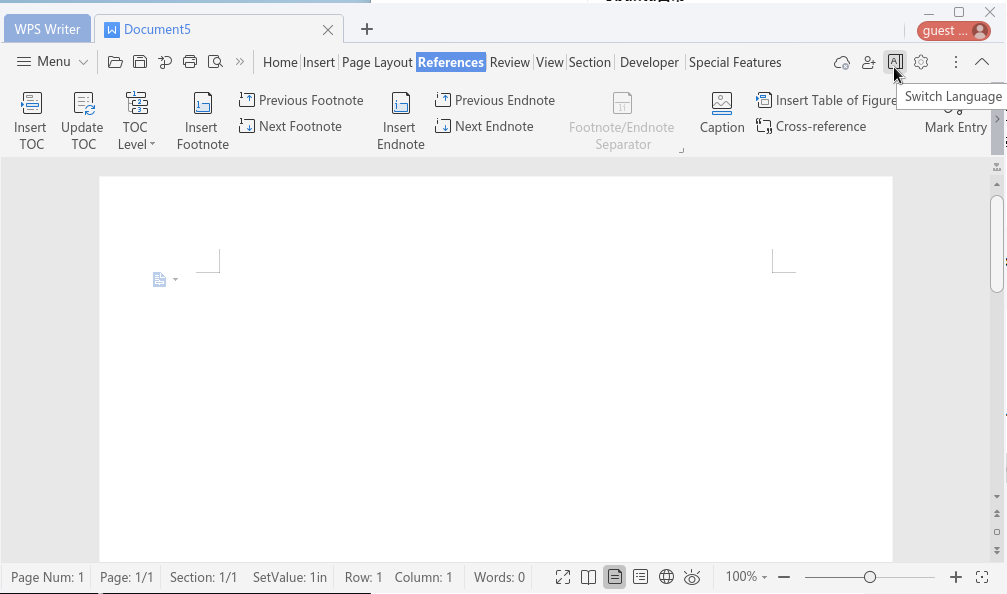 WPS Writer
Document5
guest ...
Menu
Home
Insert
Page Layout
References
Review
View
Section
Developer
Special Features
Switch Language
Insert TOC
Update TOC
TOC Level
Insert Footnote
Previous Footnote
Next Footnote
Insert Endnote
Previous Endnote
Next Endnote
Footnote/Endnote Separator
Caption
Insert Table of Figure
Cross-reference
Mark Entry
Page Num: 1
Page: 1/1
Section: 1/1
SetValue: 1in
Row: 1
Column: 1
Words: 0
100%